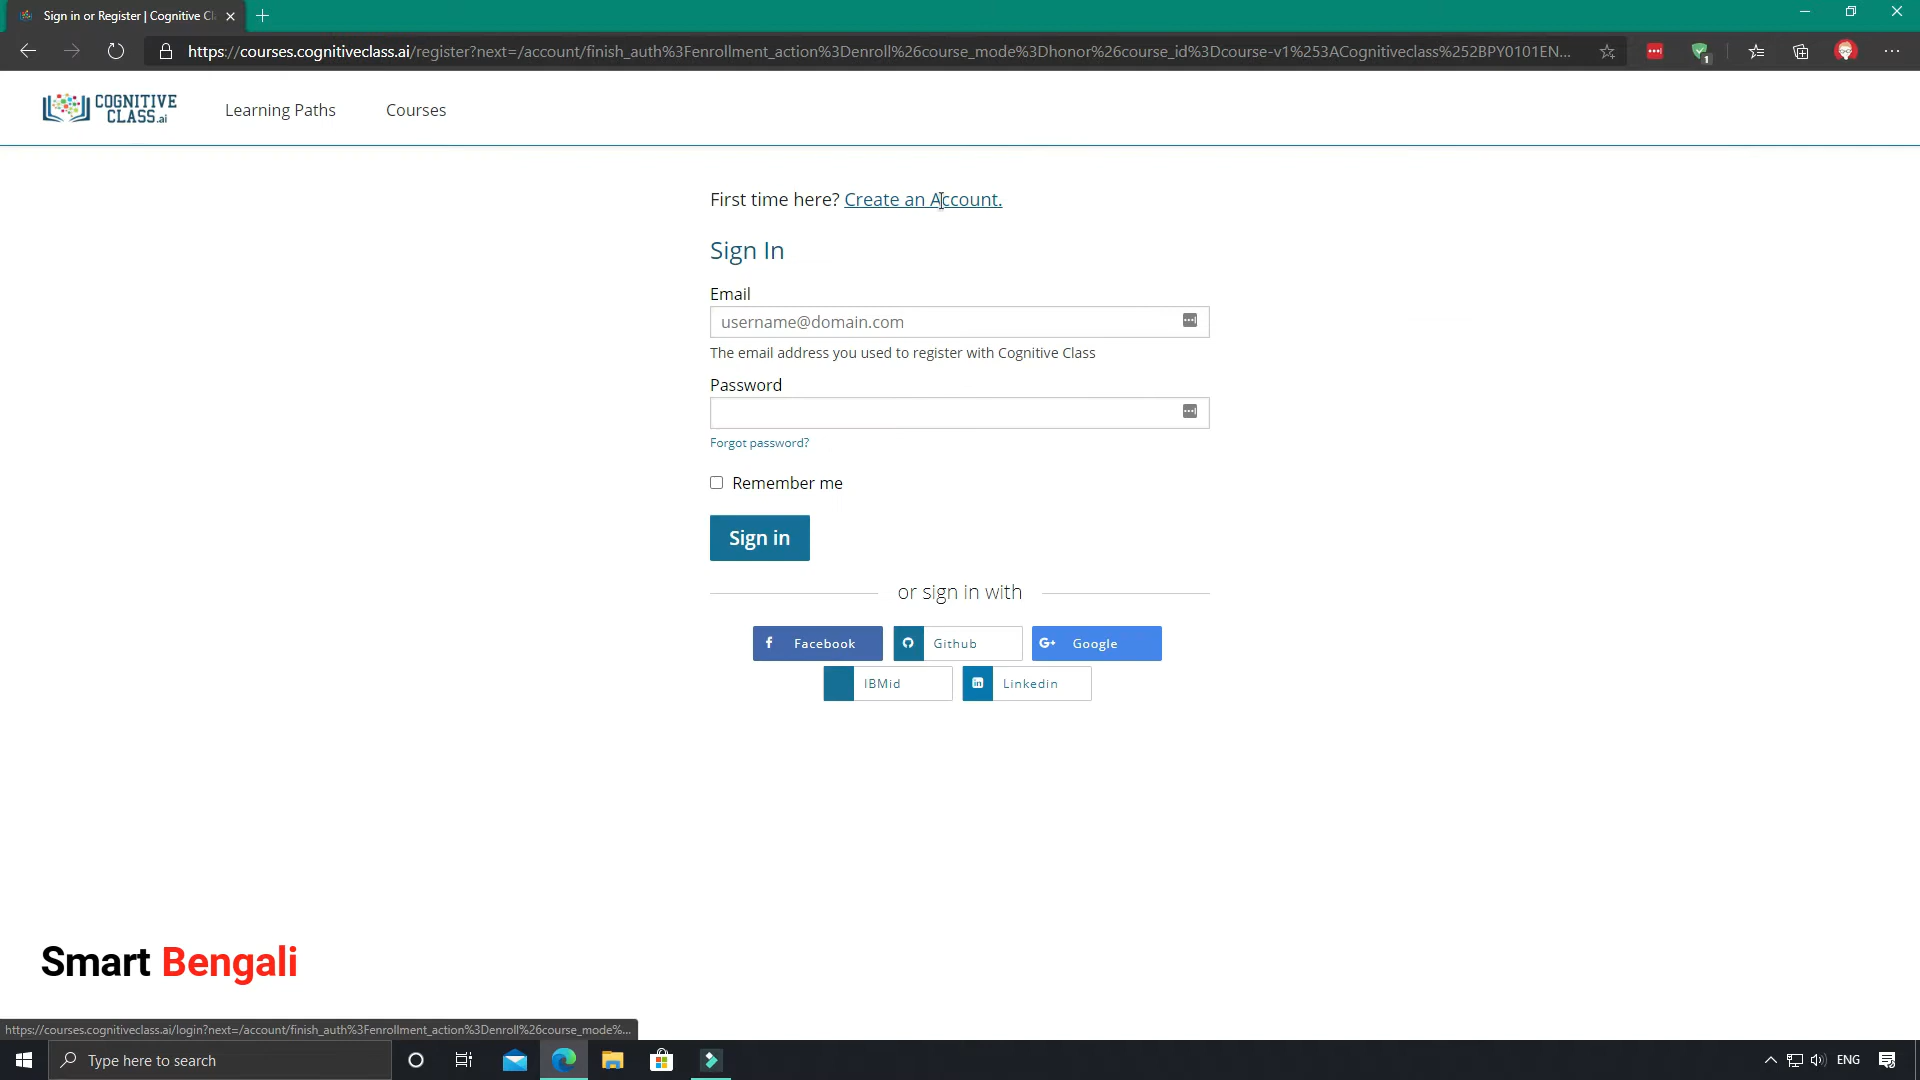 Sign in or Register | Cognitive Cl
https://courses.cognitiveclass.ai/register?next=/account/finish_auth%3Fenrollment_action%3Denroll%26course_mode%3Dhonor%26course_id%3Dcourse-v1%253ACognitiveclass%252BPY0101EN...
1
COGNITIVE
CLASS.ai
Learning Paths
Courses
First time here? Create an Account.
Sign In
Email
username@domain.com
The email address you used to register with Cognitive Class
Password
Forgot password?
Remember me
Sign in
or sign in with
Facebook
Github
G+ Google
IBMid
in Linkedin
Smart Bengali
https://courses.cognitiveclass.ai/login?next=/account/finish_auth%3Fenrollment_action%3Denroll%26course_mode%...
Type here to search
ENG